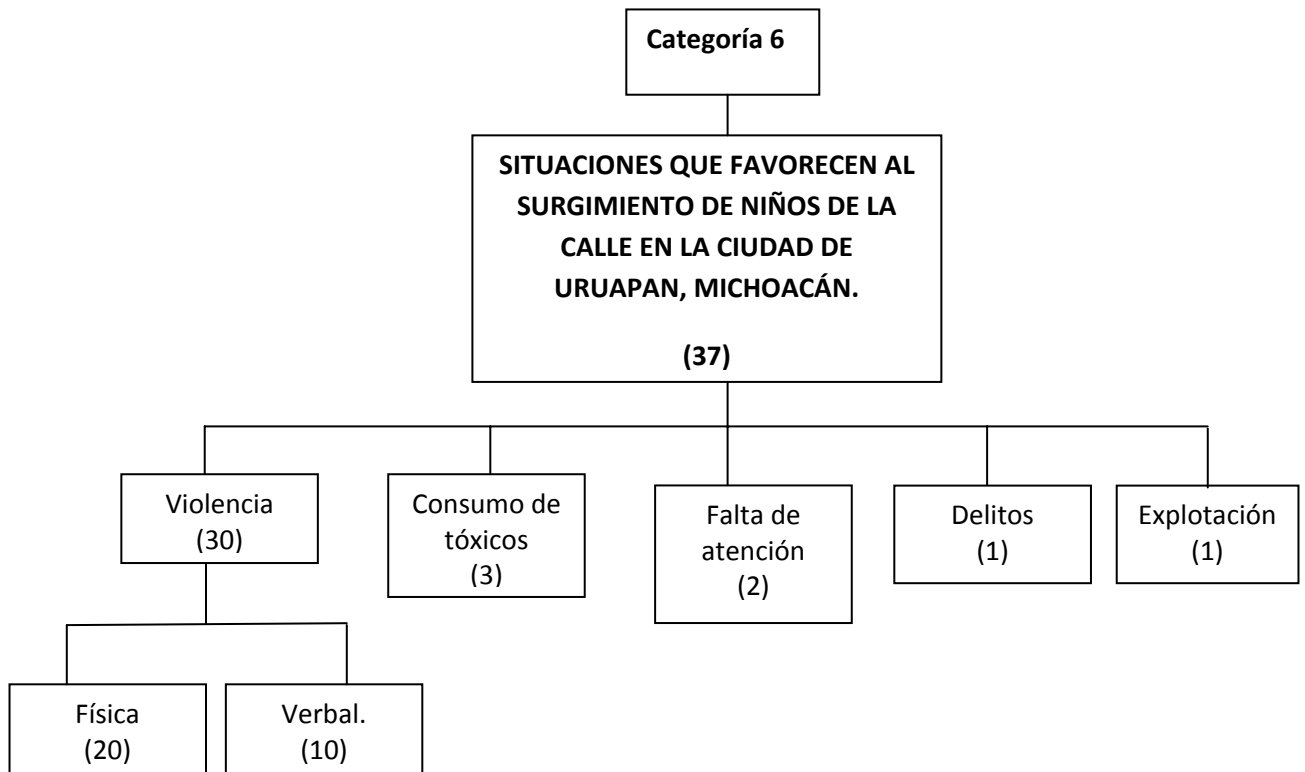 Categoría 6
SITUACIONES QUE FAVORECEN AL
SURGIMIENTO DE NIÑOS DE LA
CALLE EN LA CIUDAD DE
URUAPAN, MICHOACÁN.
(37)
Violencia
(30)
Consumo de
tóxicos
(3)
Falta de
atención
(2)
Delitos
(1)
Explotación
(1)
Física
(20)
Verbal.
(10)